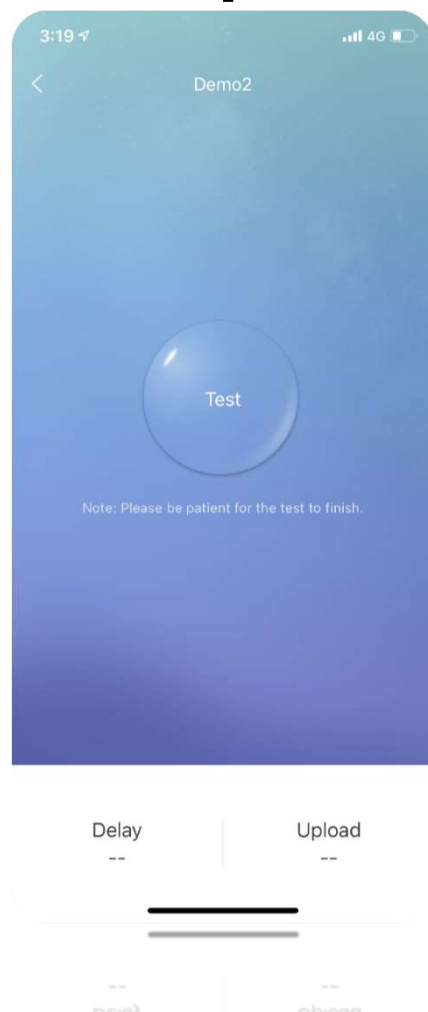 3:19 4G
Demo2
Test
Note: Please be patient for the test to finish.
Delay Upload
-- --